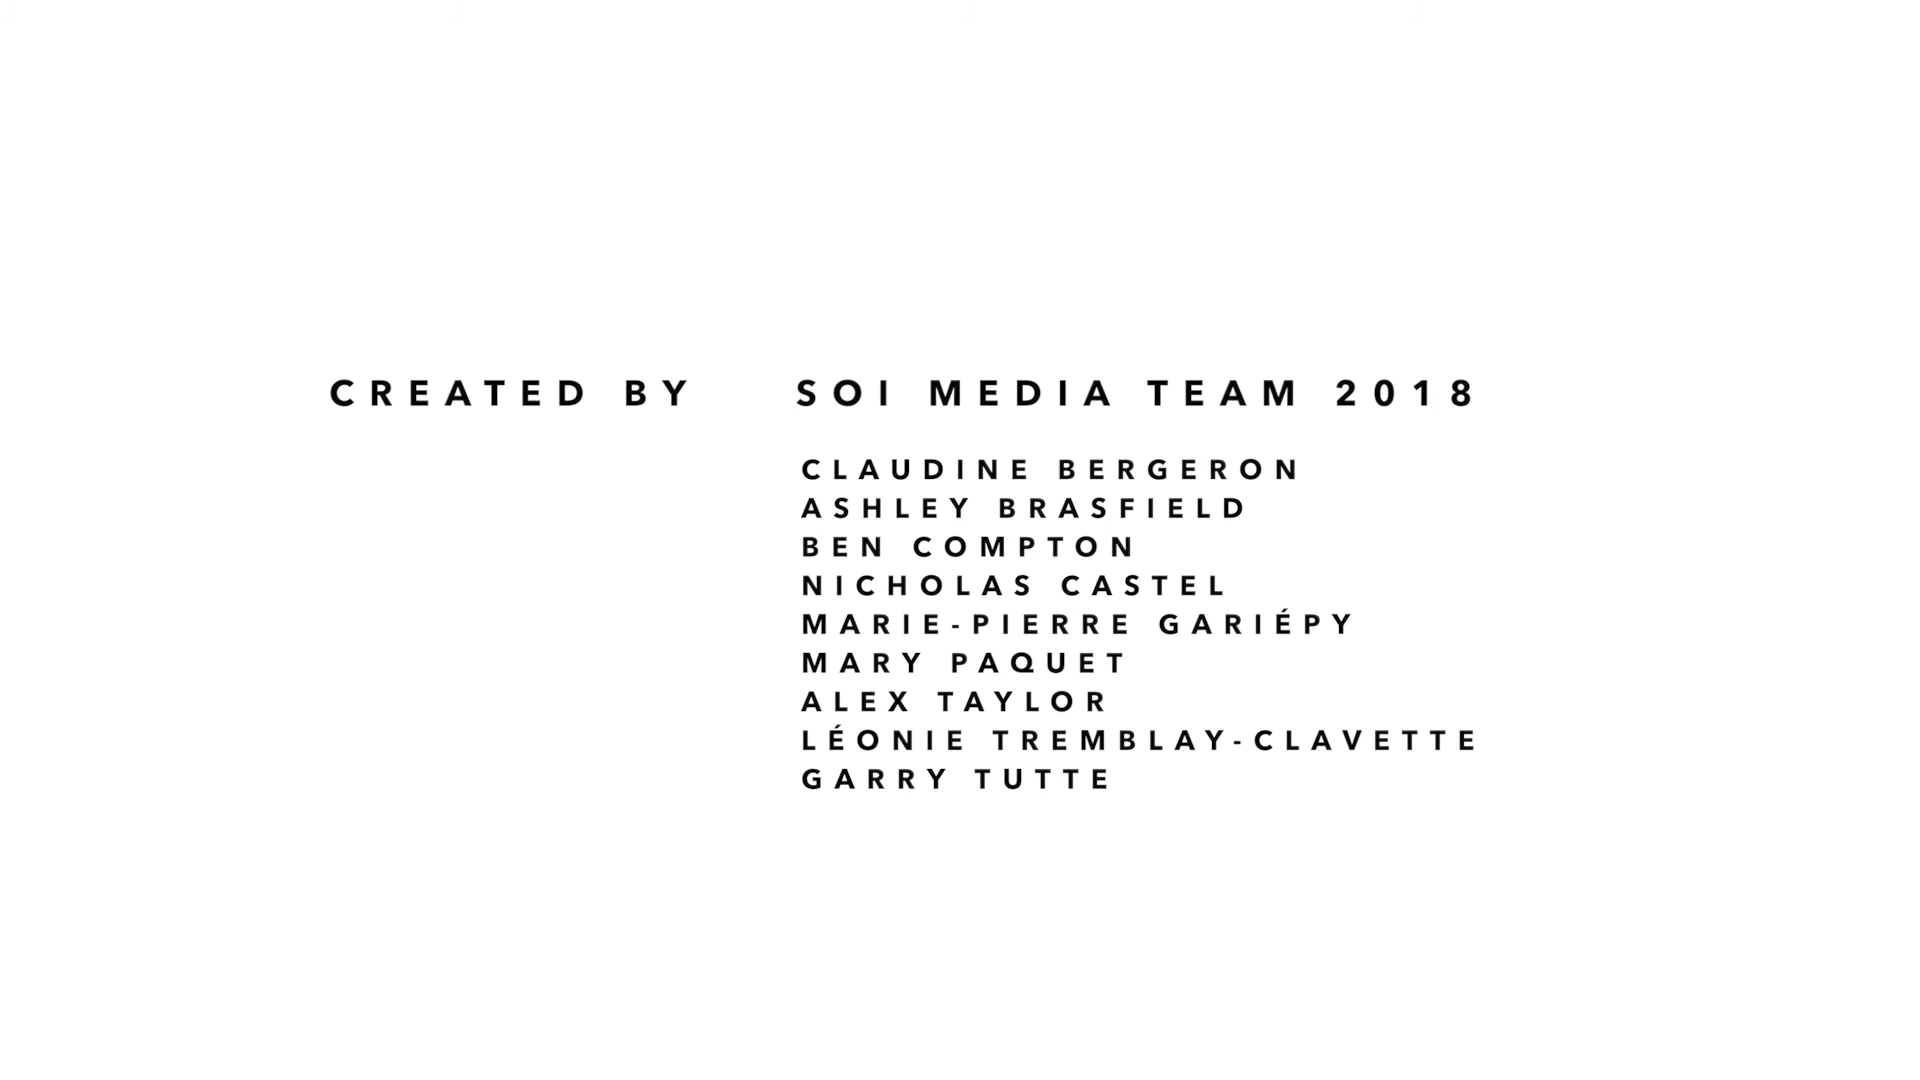 CREATED BY SOI MEDIA TEAM 2018
CLAUDINE BERGERON
ASHLEY BRASFIELD
BEN COMPTON
NICHOLAS CASTEL
MARIE-PIERRE GARIÉPY
MARY PAQUET
ALEX TAYLOR
LÉONIE TREMBLAY-CLAVETTE
GARRY TUTTE